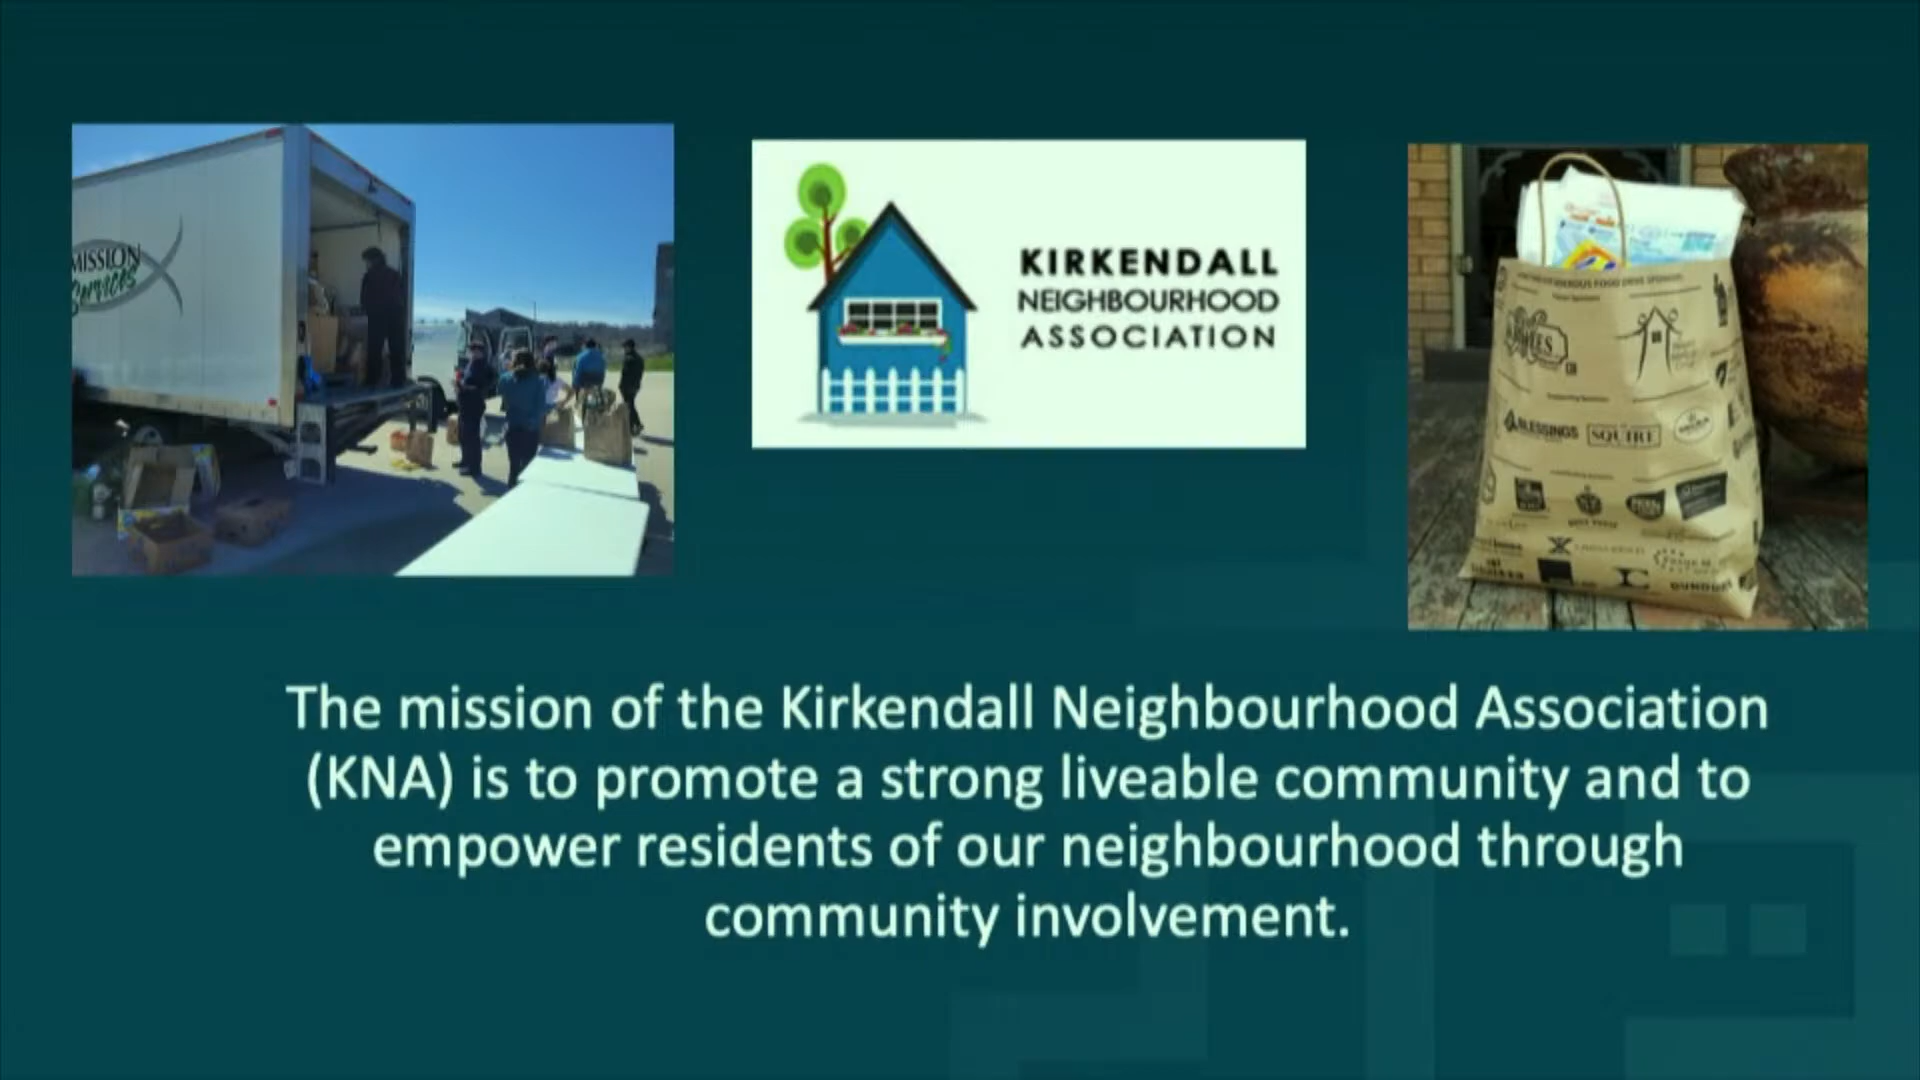 MISSION
Services
KIRKENDALL
NEIGHBOURHOOD
ASSOCIATION
BLESSINGS
SQUIRE
The mission of the Kirkendall Neighbourhood Association
(KNA) is to promote a strong liveable community and to
empower residents of our neighbourhood through
community involvement.